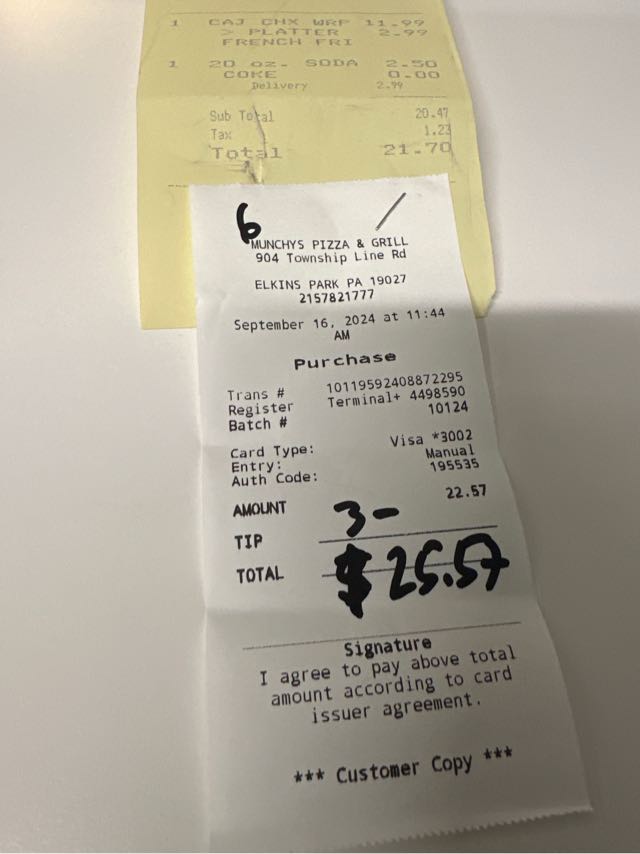 1 CAJ CHX WRP 11.99
> PLATTER 2.99
FRENCH FRI
1 20 oz. SODA 2.50
COKE 0.00
Delivery 2.99
Sub Total 20.47
Tax 1.23
Total 21.70
6
MUNCHYS PIZZA & GRILL
904 Township Line Rd
ELKINS PARK PA 19027
2157821777
September 16, 2024 at 11:44
AM
Purchase
Trans # 10119592408872295
Register Terminal+ 4498590
Batch # 10124
Card Type: Visa *3002
Entry: Manual
Auth Code: 195535
AMOUNT 22.57
TIP 3-
TOTAL $25.57
Signature
I agree to pay above total
amount according to card
issuer agreement.
*** Customer Copy ***